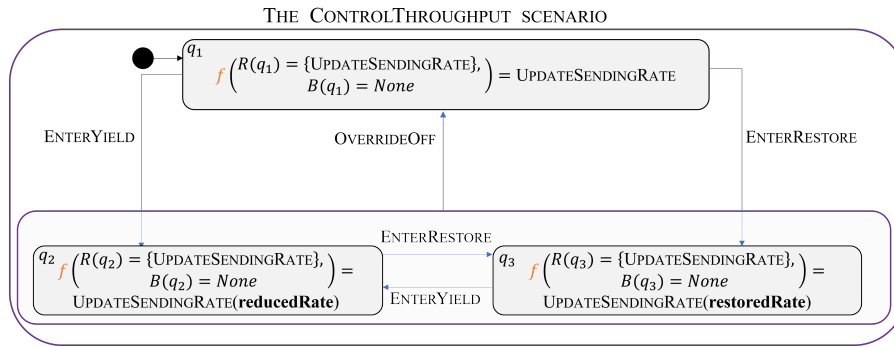 THE CONTROLTHROUGHPUT SCENARIO
q₁
f(R(q₁) = {UPDATESENDINGRATE}, B(q₁) = None) = UPDATESENDINGRATE
ENTERYIELD
OVERRIDEOFF
ENTERRESTORE
q₂
f(R(q₂) = {UPDATESENDINGRATE}, B(q₂) = None) =
UPDATESENDINGRATE(reducedRate)
ENTERRESTORE
ENTERYIELD
q₃
f(R(q₃) = {UPDATESENDINGRATE}, B(q₃) = None) =
UPDATESENDINGRATE(restoredRate)